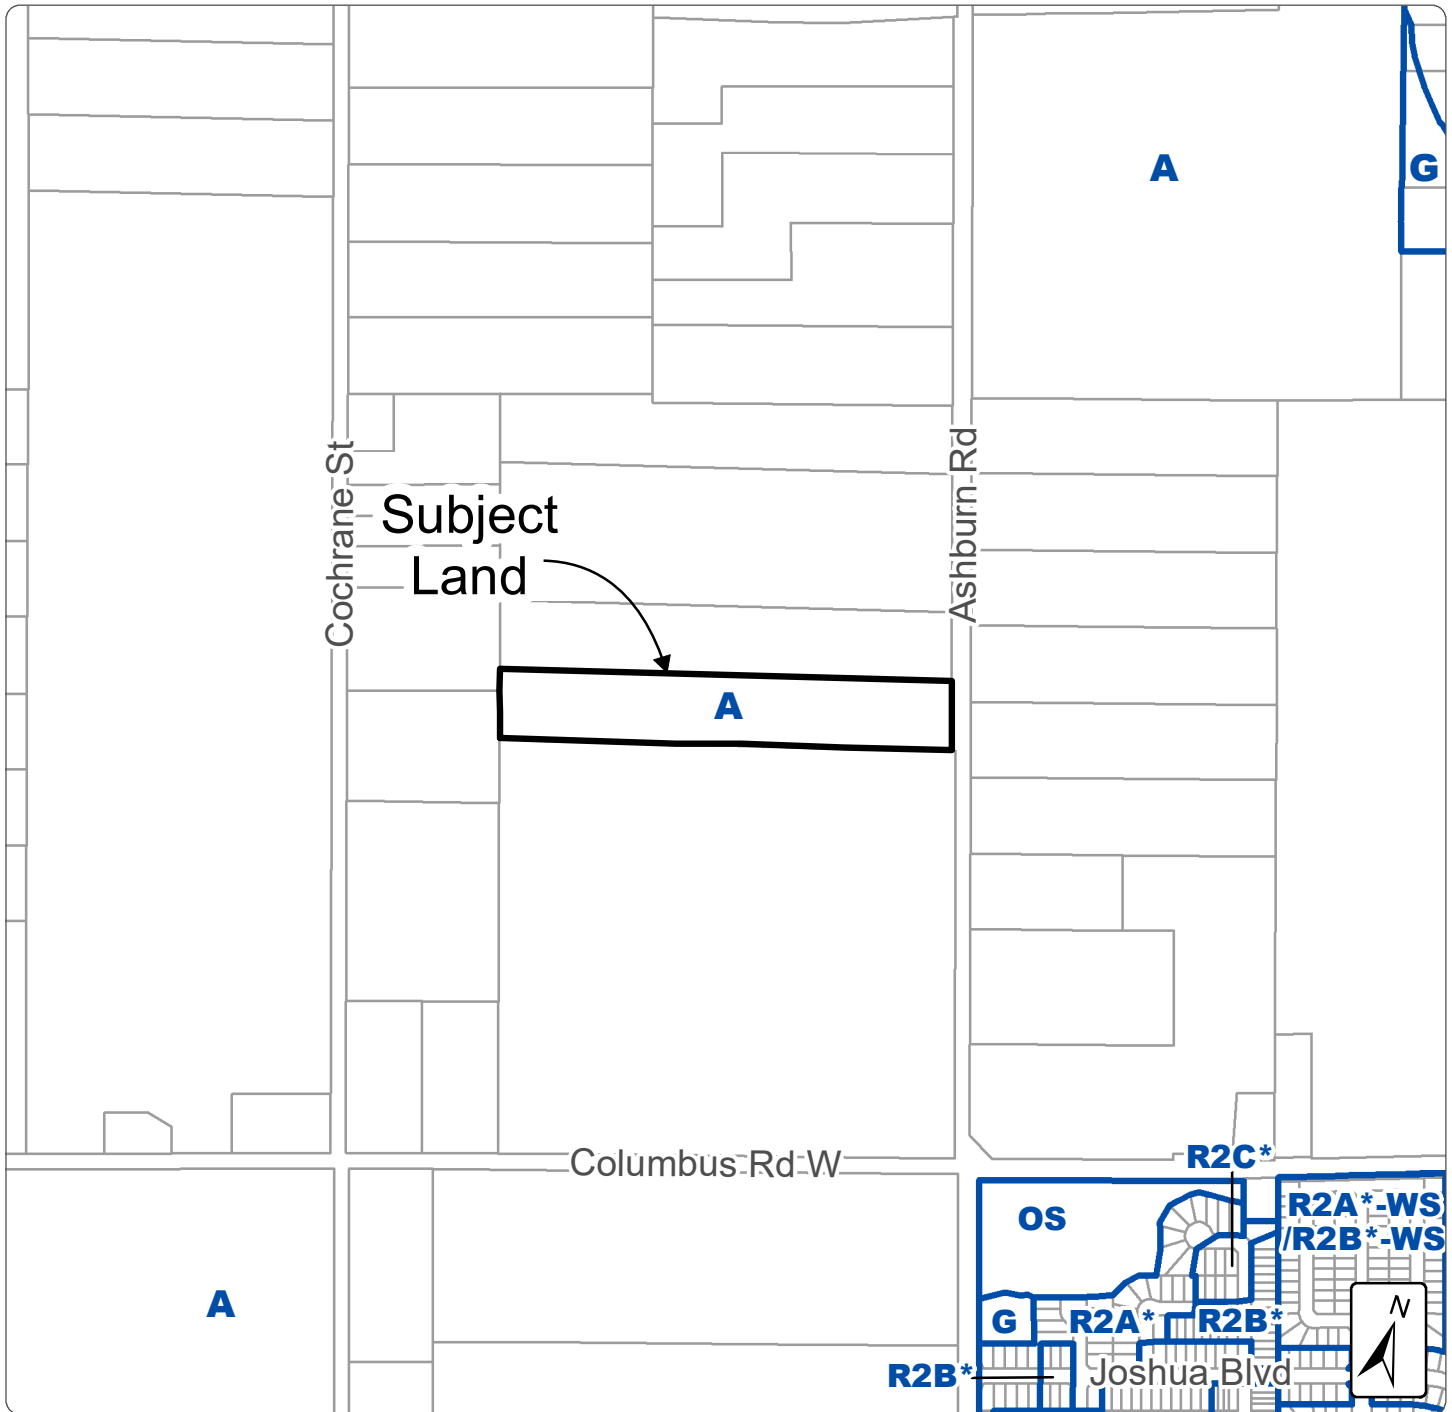 A
G
Cochrane St
Ashburn Rd
Subject
Land
A
Columbus Rd W
R2C*
OS
R2A*-WS
/R2B*-WS
A
G
R2A*
R2B*
R2B*
Joshua Blvd
N